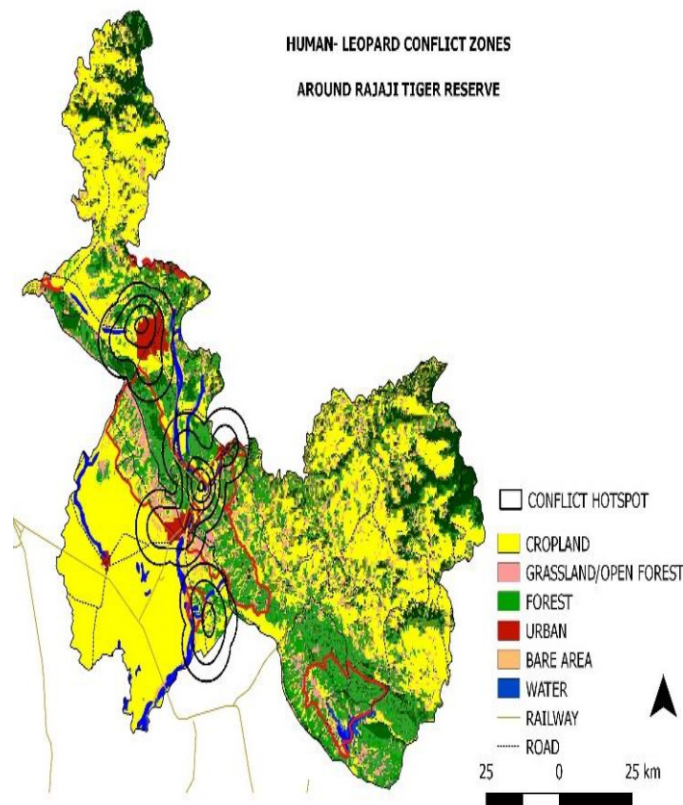 HUMAN- LEOPARD CONFLICT ZONES
AROUND RAJAJI TIGER RESERVE
CONFLICT HOTSPOT
CROPLAND
GRASSLAND/OPEN FOREST
FOREST
URBAN
BARE AREA
WATER
RAILWAY
ROAD
25 0 25 km